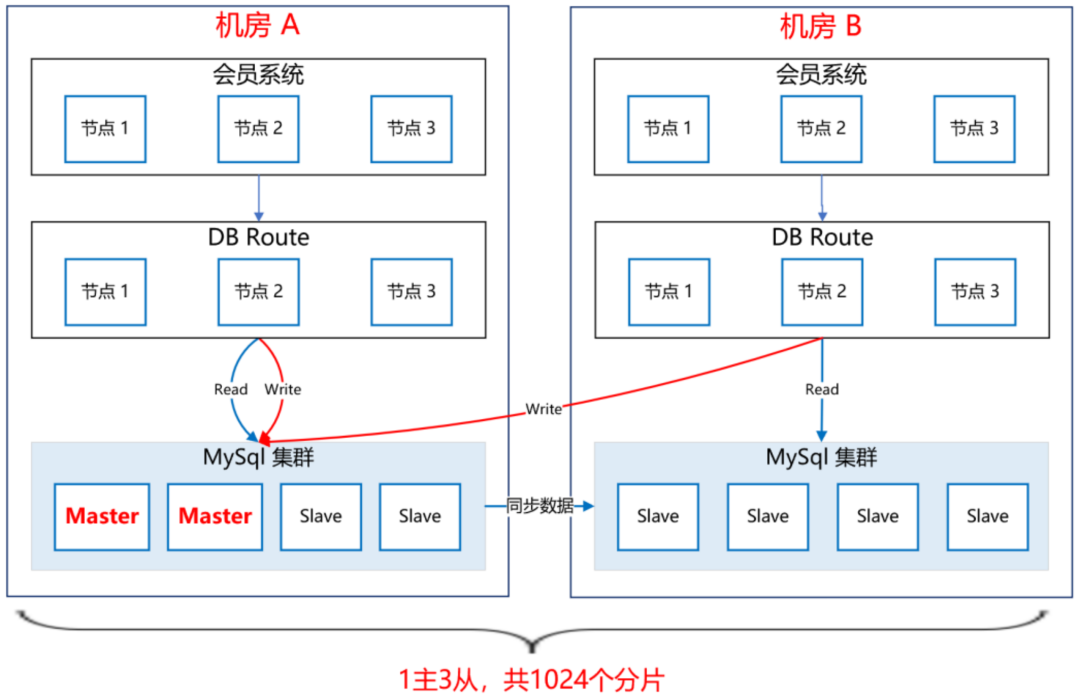 机房 A
会员系统
节点 1 节点 2 节点 3
DB Route
节点 1 节点 2 节点 3
Read Write
MySql 集群
Master Master Slave Slave
机房 B
会员系统
节点 1 节点 2 节点 3
DB Route
节点 1 节点 2 节点 3
Write
Read
MySql 集群
同步数据
Slave Slave Slave Slave
1主3从，共1024个分片